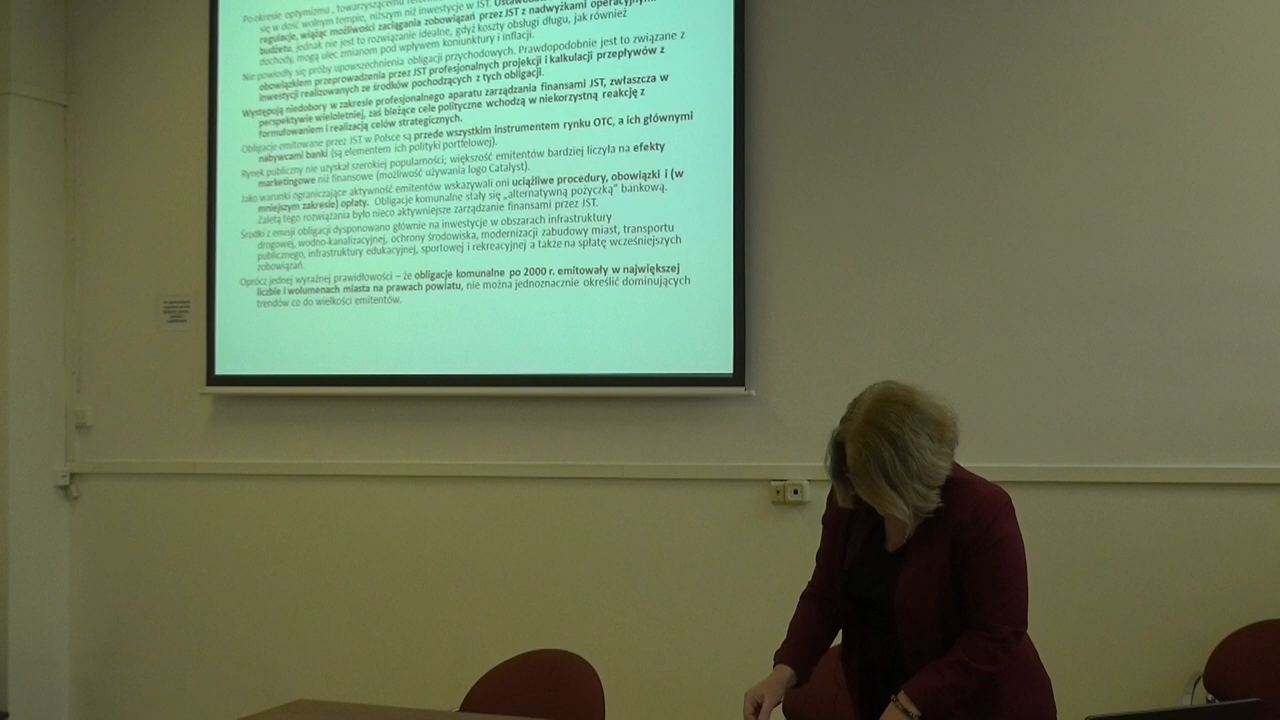 Po okresie optymizmu , towarzyszącemu
się w dość wolnym tempie, niższym niż inwestycje w JST.
regulacje, wiążąc możliwości zaciągania zobowiązań przez JST z nadwyżkami operacyjnymi
budżetu, jednak nie jest to rozwiązanie idealne, gdyż koszty obsługi długu, jak również
dochody, mogą ulec zmianom pod wpływem koniunktury i inflacji.
Nie powiodły się próby upowszechnienia obligacji przychodowych. Prawdopodobnie jest to związane z
obowiązkiem przeprowadzenia przez JST profesjonalnych projekcji i kalkulacji przepływów z
inwestycji realizowanych ze środków pochodzących z tych obligacji.
Występują niedobory w zakresie profesjonalnego aparatu zarządzania finansami JST, zwłaszcza w
perspektywie wieloletniej, zaś bieżące cele polityczne wchodzą w niekorzystną reakcję z
formułowaniem i realizacją celów strategicznych.
Obligacje emitowane przez JST w Polsce są przede wszystkim instrumentem rynku OTC, a ich głównymi
nabywcami banki (są elementem ich polityki portfelowej).
Rynek publiczny nie uzyskał szerokiej popularności; większość emitentów bardziej liczyła na efekty
marketingowe niż finansowe (możliwość używania logo Catalyst).
Jako warunki ograniczające aktywność emitentów wskazywali oni uciążliwe procedury, obowiązki i (w
mniejszym zakresie) opłaty. Obligacje komunalne stały się „alternatywną pożyczką” bankową.
Zaletą tego rozwiązania było nieco aktywniejsze zarządzanie finansami przez JST.
Środki z emisji obligacji dysponowano głównie na inwestycje w obszarach infrastruktury
drogowej, wodno-kanalizacyjnej, ochrony środowiska, modernizacji zabudowy miast, transportu
publicznego, infrastruktury edukacyjnej, sportowej i rekreacyjnej a także na spłatę wcześniejszych
zobowiązań.
Oprócz jednej wyraźnej prawidłowości – że obligacje komunalne po 2000 r. emitowały w największej
liczbie i wolumenach miasta na prawach powiatu, nie można jednoznacznie określić dominujących
trendów co do wielkości emitentów.